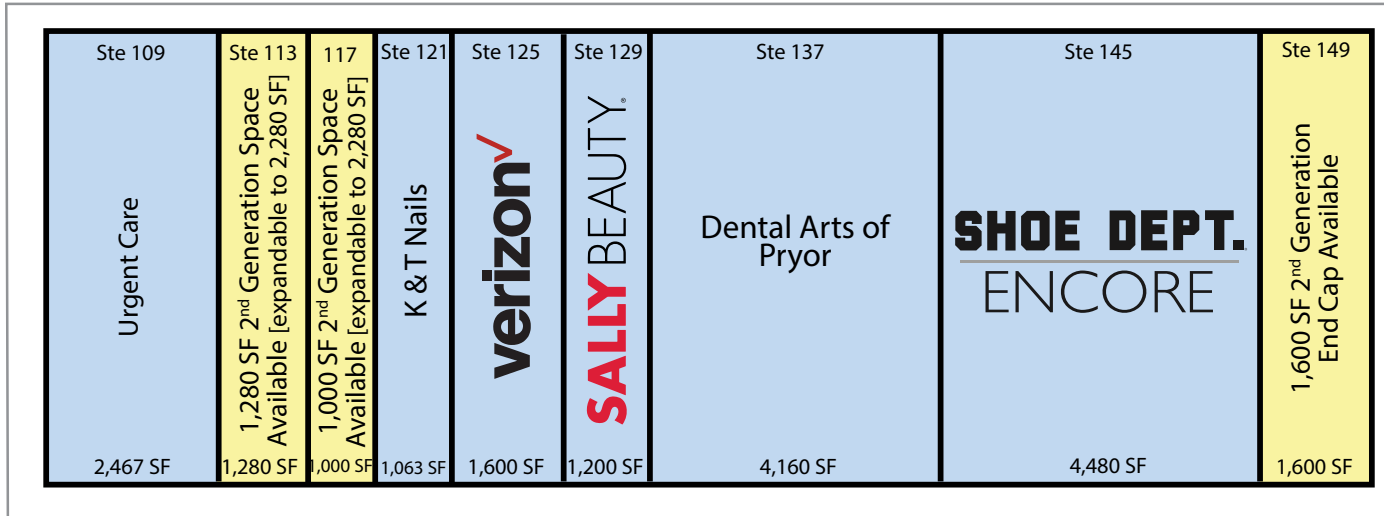 Ste 109
Urgent Care
2,467 SF
Ste 113
1,280 SF 2nd Generation Space
Available [expandable to 2,280 SF]
1,280 SF
117
1,000 SF 2nd Generation Space
Available [expandable to 2,280 SF]
1,000 SF
Ste 121
K & T Nails
1,063 SF
Ste 125
verizon✓
1,600 SF
Ste 129
SALLY BEAUTY®
1,200 SF
Ste 137
Dental Arts of
Pryor
4,160 SF
Ste 145
SHOE DEPT.
ENCORE
4,480 SF
Ste 149
1,600 SF 2nd Generation
End Cap Available
1,600 SF